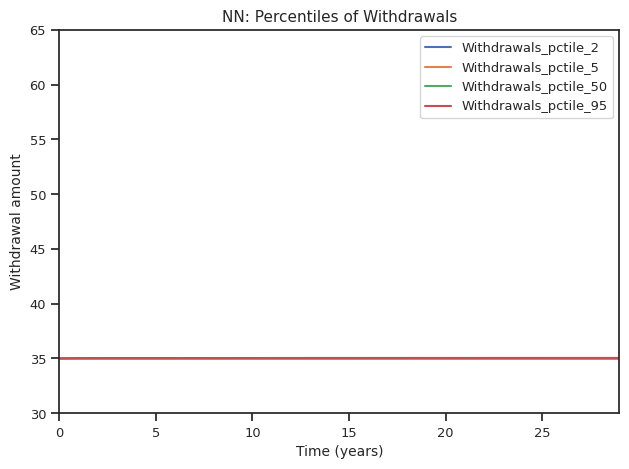 NN: Percentiles of Withdrawals
65
60
55
50
45
40
35
30
Withdrawal amount
Withdrawals_pctile_2
Withdrawals_pctile_5
Withdrawals_pctile_50
Withdrawals_pctile_95
0
5
10
15
20
25
Time (years)